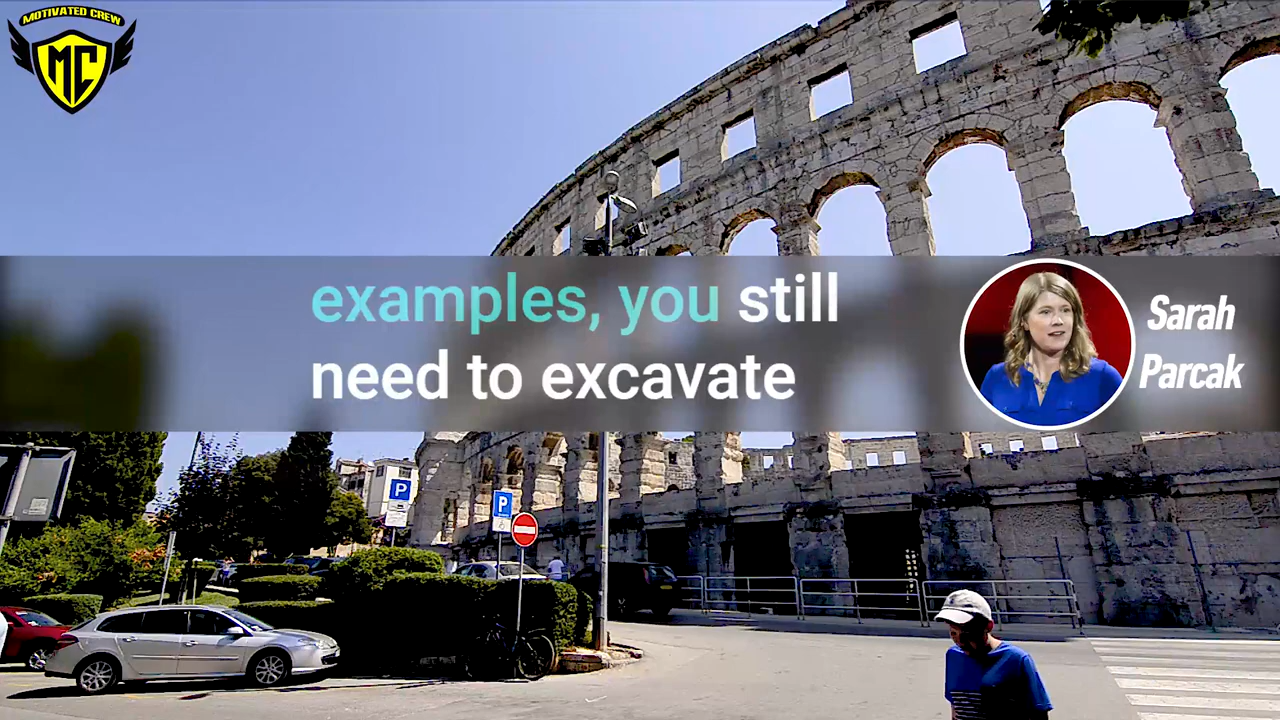 MOTIVATED CREW
MC
examples, you still
need to excavate
Sarah
Parcak
P
P